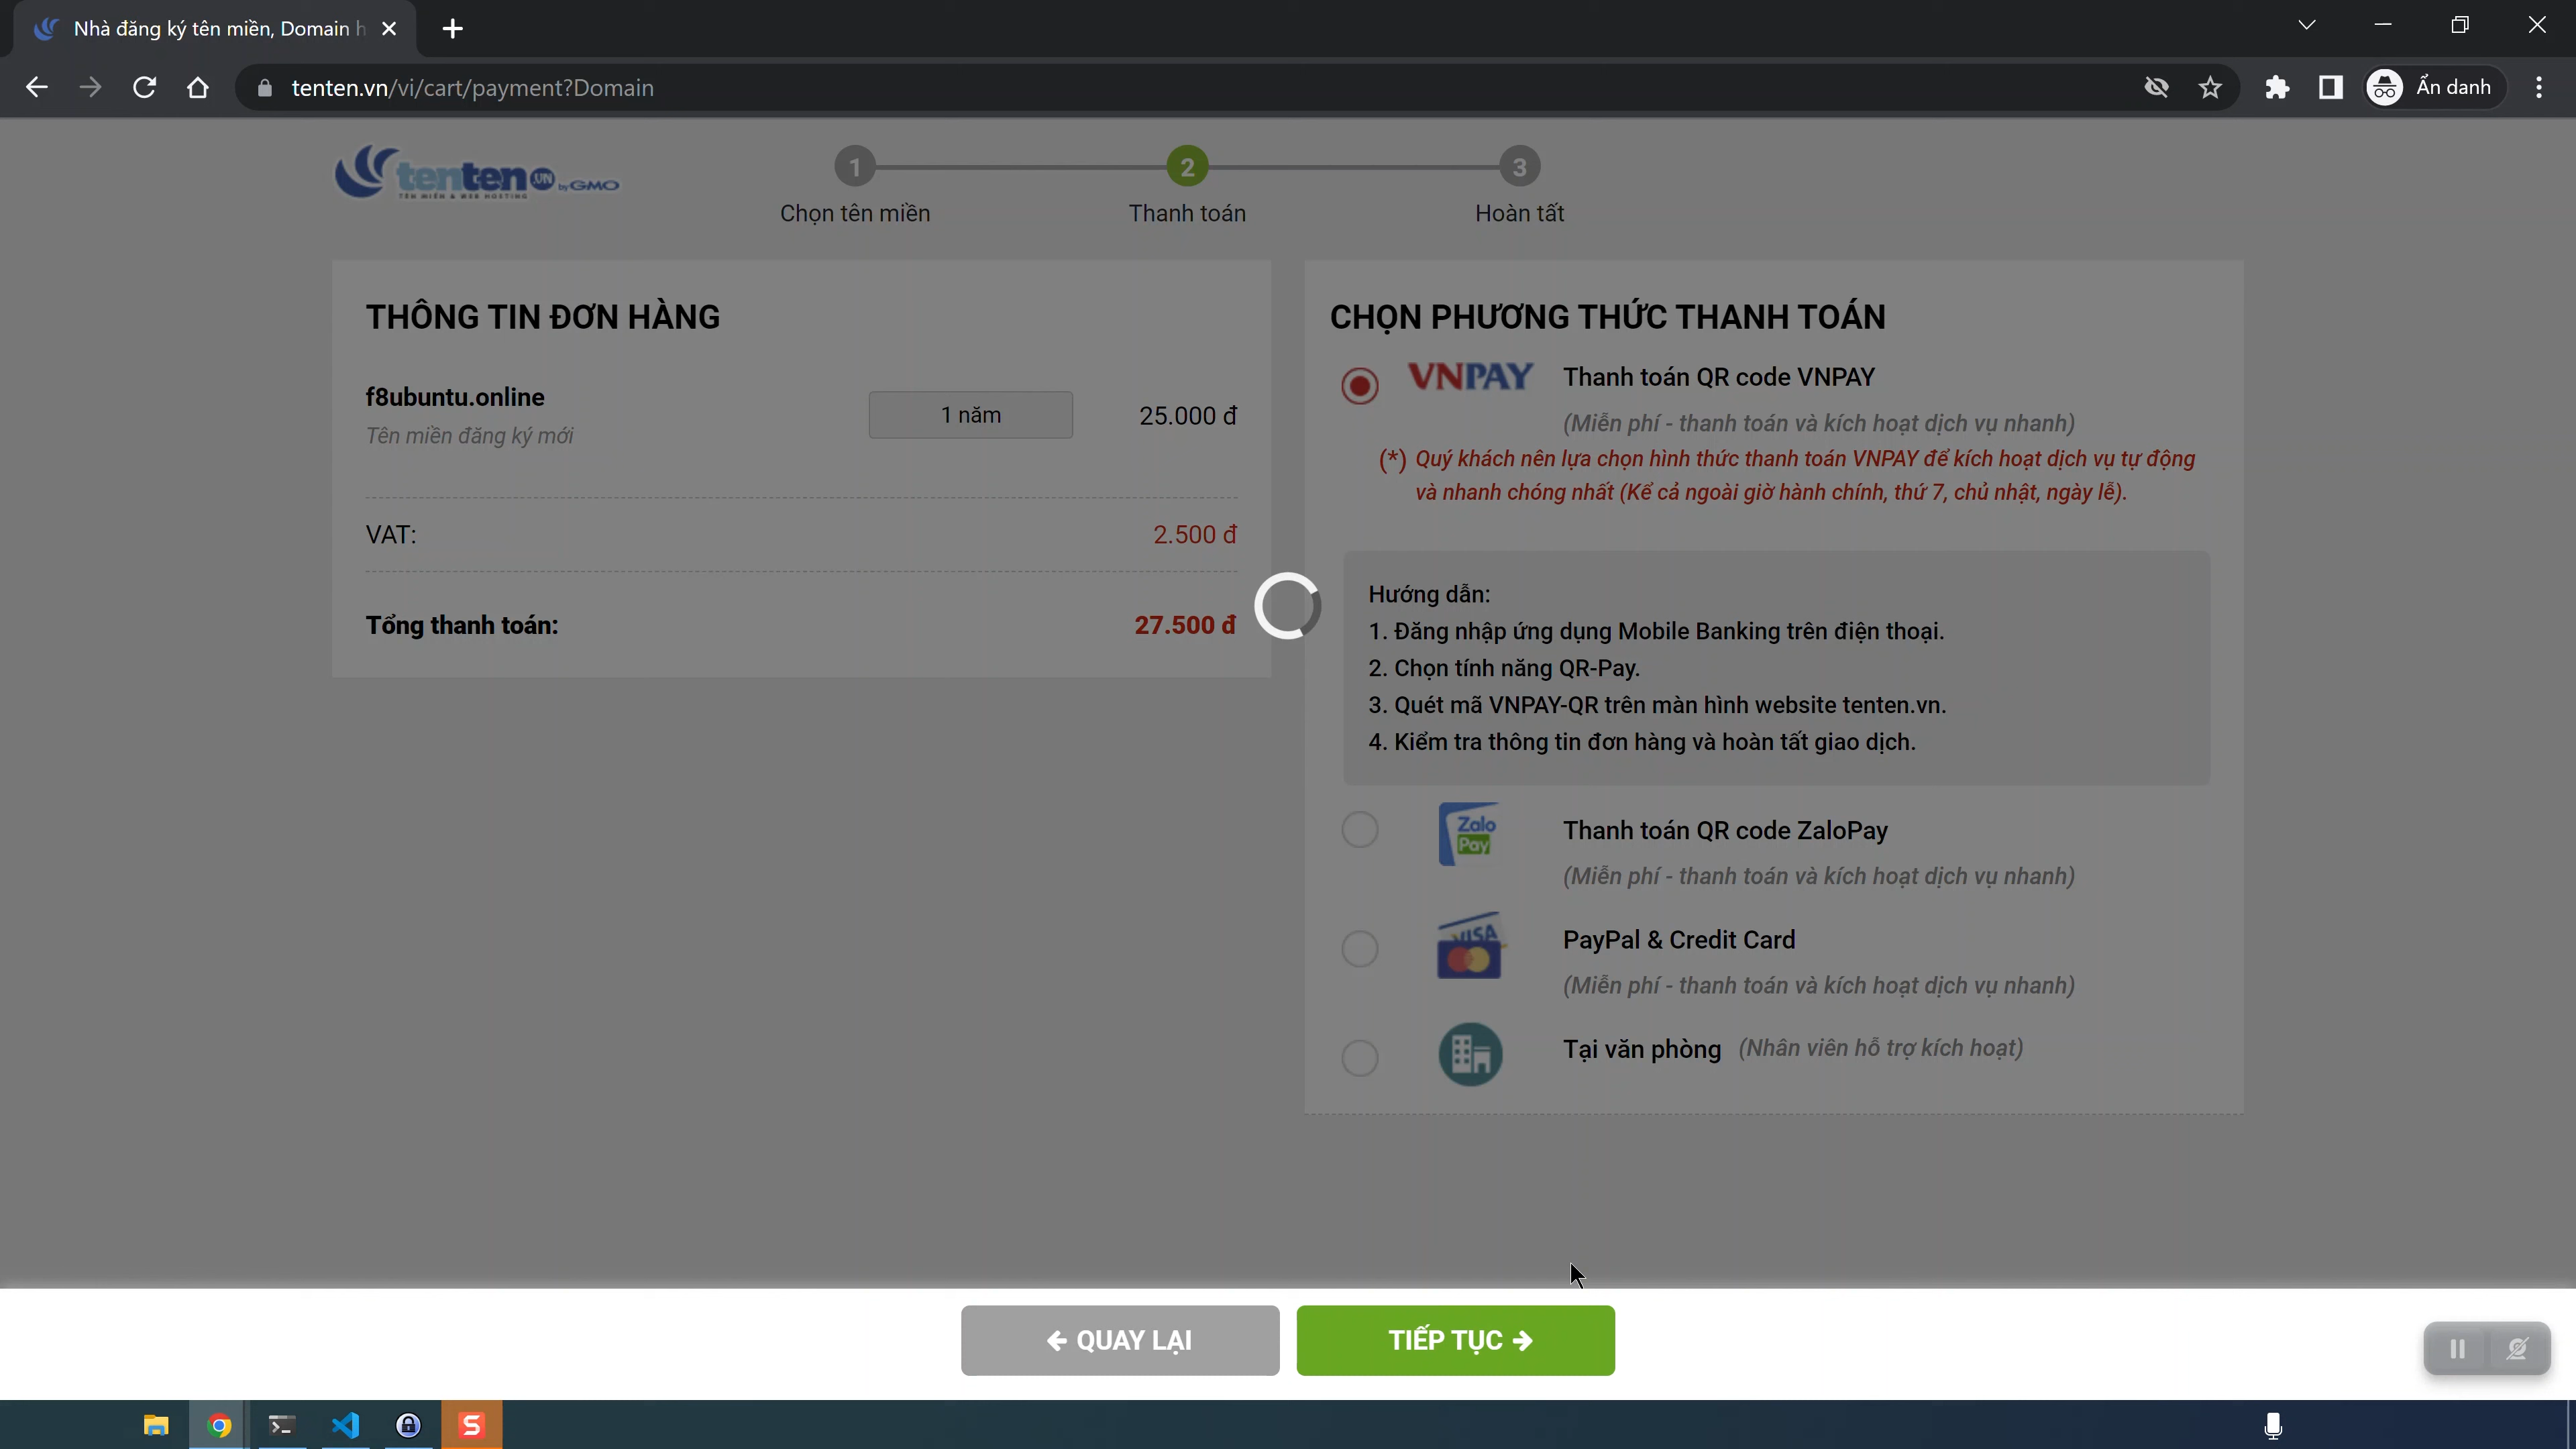 Nhà đăng ký tên miền, Domain h
tenten.vn/vi/cart/payment?Domain
Ẩn danh
tenten.vn by GMO
TÊN MIỀN & WEB HOSTING
1
2
3
Chọn tên miền
Thanh toán
Hoàn tất
THÔNG TIN ĐƠN HÀNG
f8ubuntu.online
Tên miền đăng ký mới
1 năm
25.000 đ
VAT:
2.500 đ
Tổng thanh toán:
27.500 đ
CHỌN PHƯƠNG THỨC THANH TOÁN
VNPAY
Thanh toán QR code VNPAY
(Miễn phí - thanh toán và kích hoạt dịch vụ nhanh)
(*) Quý khách nên lựa chọn hình thức thanh toán VNPAY để kích hoạt dịch vụ tự động
và nhanh chóng nhất (Kể cả ngoài giờ hành chính, thứ 7, chủ nhật, ngày lễ).
Hướng dẫn:
1. Đăng nhập ứng dụng Mobile Banking trên điện thoại.
2. Chọn tính năng QR-Pay.
3. Quét mã VNPAY-QR trên màn hình website tenten.vn.
4. Kiểm tra thông tin đơn hàng và hoàn tất giao dịch.
Zalo
Pay
Thanh toán QR code ZaloPay
(Miễn phí - thanh toán và kích hoạt dịch vụ nhanh)
VISA
PayPal & Credit Card
(Miễn phí - thanh toán và kích hoạt dịch vụ nhanh)
Tại văn phòng (Nhân viên hỗ trợ kích hoạt)
QUAY LẠI
TIẾP TỤC
S